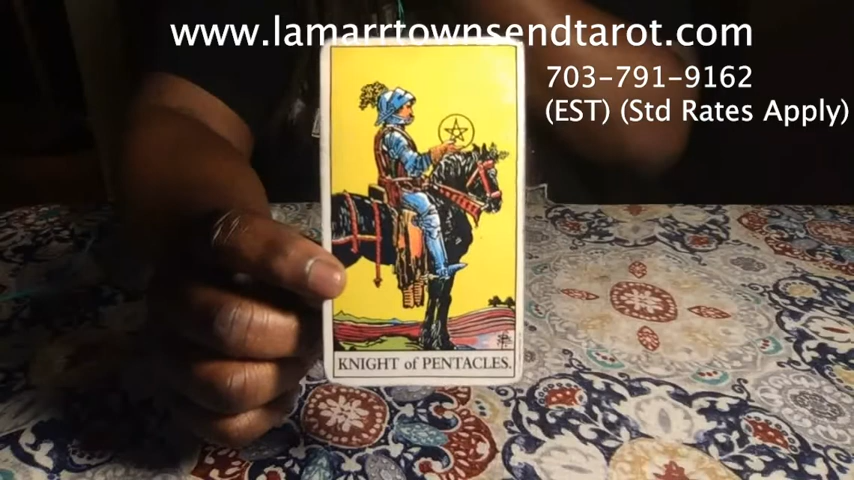 www.lamarrtownsendtarot.com
703-791-9162
(EST) (Std Rates Apply)
KNIGHT of PENTACLES.